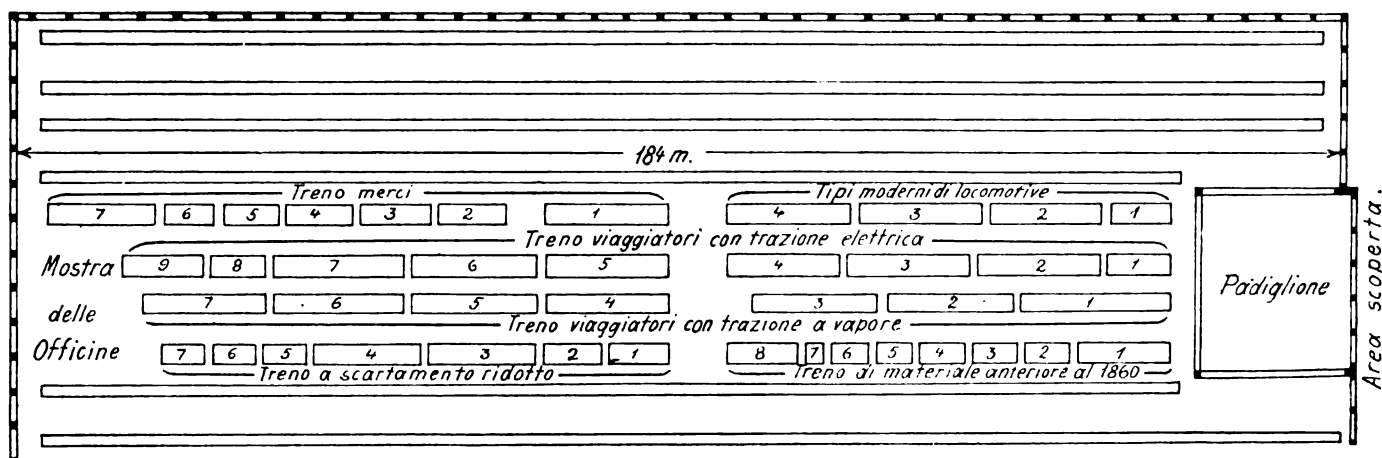 184 m.
Treno merci
Tipi moderni di locomotive
7 6 5 4 3 2 1 4 3 2 1
Treno viaggiatori con trazione elettrica
Mostra 9 8 7 6 5 4 3 2 1
Padiglione
Area scoperta.
delle 7 6 5 4 3 2 1
Treno viaggiatori con trazione a vapore
Officine 7 6 5 4 3 2 1 8 7 6 5 4 3 2 1
Treno a scartamento ridotto
Treno di materiale anteriore al 1860